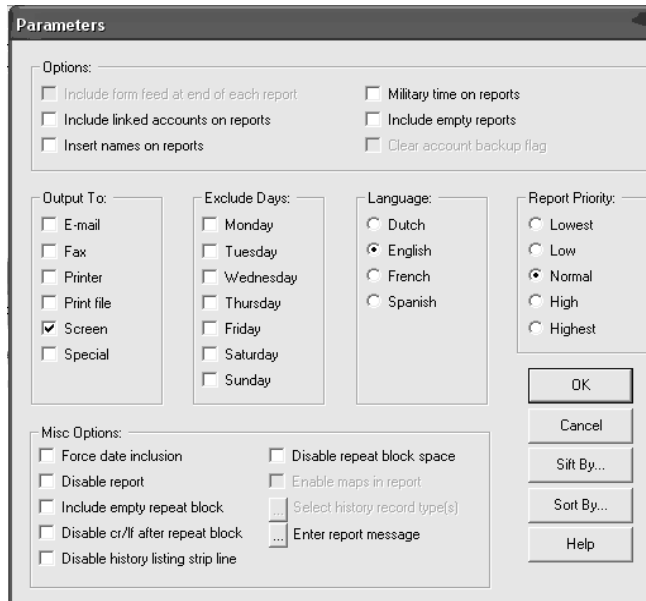 Parameters
Options:
Include form feed at end of each report
Military time on reports
Include linked accounts on reports
Include empty reports
Insert names on reports
Clear account backup flag
Output To:
E-mail
Fax
Printer
Print file
Screen
Special
Exclude Days:
Monday
Tuesday
Wednesday
Thursday
Friday
Saturday
Sunday
Language:
Dutch
English
French
Spanish
Report Priority:
Lowest
Low
Normal
High
Highest
OK
Cancel
Sift By...
Sort By...
Help
Misc Options:
Force date inclusion
Disable report
Include empty repeat block
Disable cr/lf after repeat block
Disable history listing strip line
Disable repeat block space
Enable maps in report
... Select history record type(s)
... Enter report message